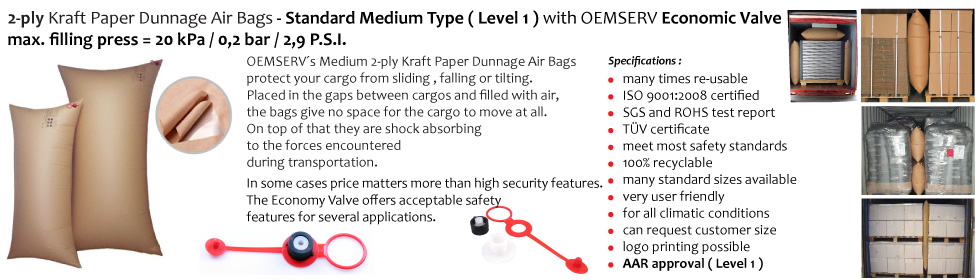 2-ply Kraft Paper Dunnage Air Bags - Standard Medium Type ( Level 1 ) with OEMSERV Economic Valve
max. filling press = 20 kPa / 0,2 bar / 2,9 P.S.I.
OEMSERV´s Medium 2-ply Kraft Paper Dunnage Air Bags
protect your cargo from sliding , falling or tilting.
Placed in the gaps between cargos and filled with air,
the bags give no space for the cargo to move at all.
On top of that they are shock absorbing
to the forces encountered
during transportation.
In some cases price matters more than high security features.
The Economy Valve offers acceptable safety
features for several applications.
Specifications :
• many times re-usable
• ISO 9001:2008 certified
• SGS and ROHS test report
• TÜV certificate
• meet most safety standards
• 100% recyclable
• many standard sizes available
• very user friendly
• for all climatic conditions
• can request customer size
• logo printing possible
• AAR approval ( Level 1 )